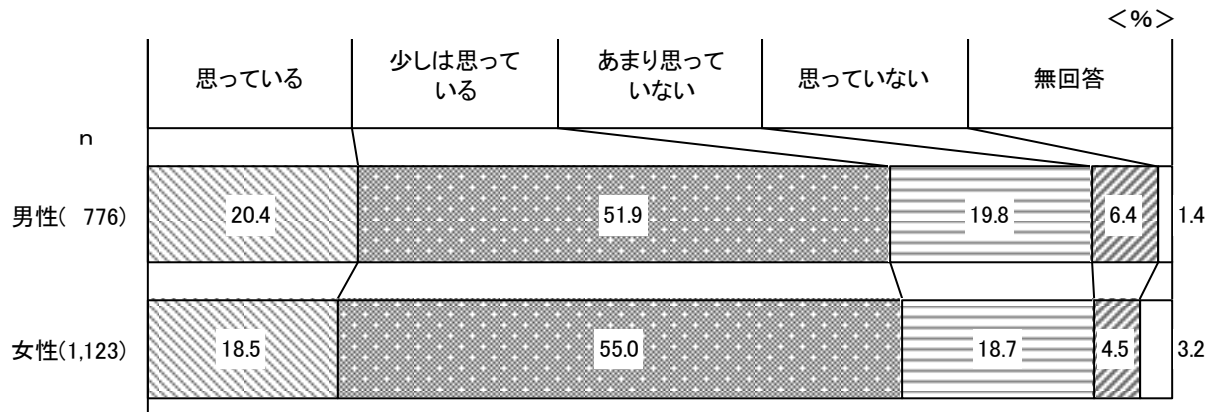 <%>
思っている
少しは思って
いる
あまり思って
いない
思っていない
無回答
n
男性( 776)
20.4
51.9
19.8
6.4
1.4
女性(1,123)
18.5
55.0
18.7
4.5
3.2